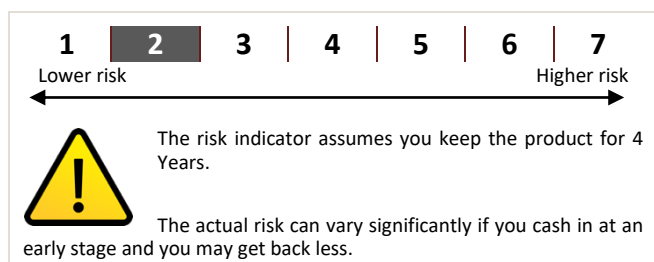 1 2 3 4 5 6 7
Lower risk Higher risk
The risk indicator assumes you keep the product for 4
Years.
The actual risk can vary significantly if you cash in at an
early stage and you may get back less.